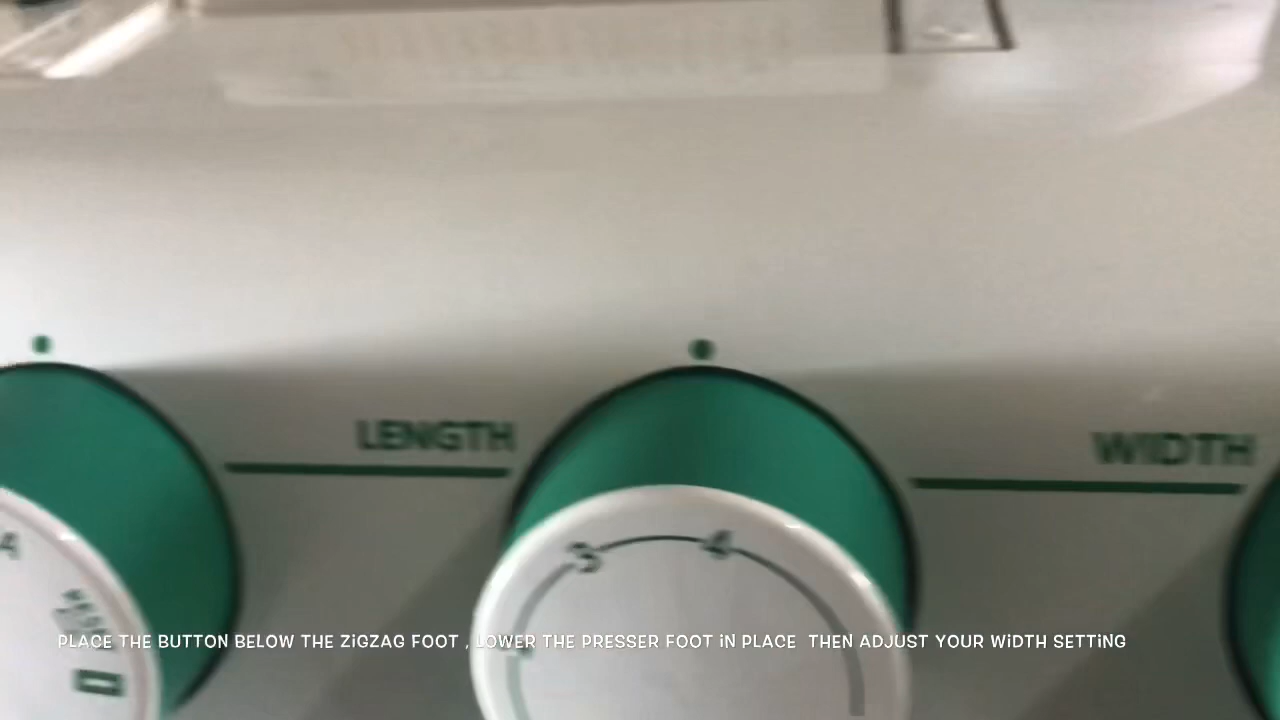 LENGTH
WIDTH
3 4
A
PLACE THE BUTTON BELOW THE ZIGZAG FOOT , LOWER THE PRESSER FOOT IN PLACE THEN ADJUST YOUR WIDTH SETTING